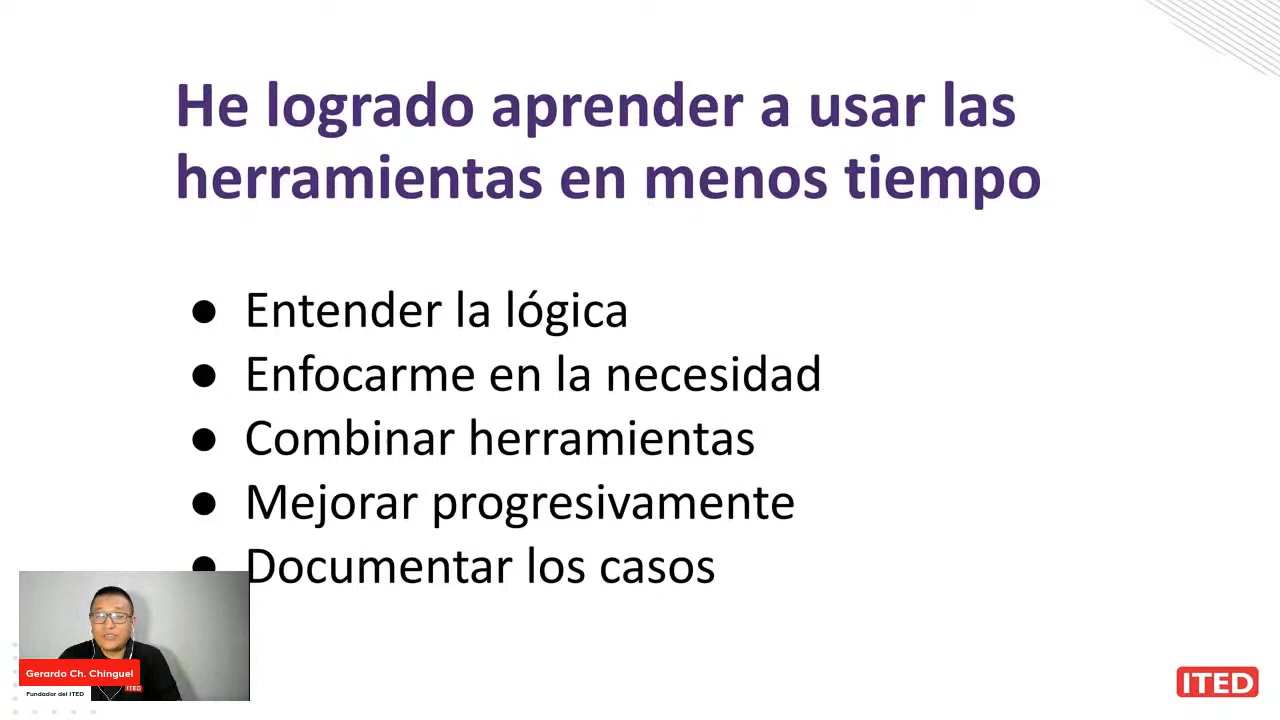 He logrado aprender a usar las
herramientas en menos tiempo
● Entender la lógica
● Enfocarme en la necesidad
● Combinar herramientas
● Mejorar progresivamente
● Documentar los casos
Gerardo Ch. Chinguel
Fundador del ITED
ITED
ITED